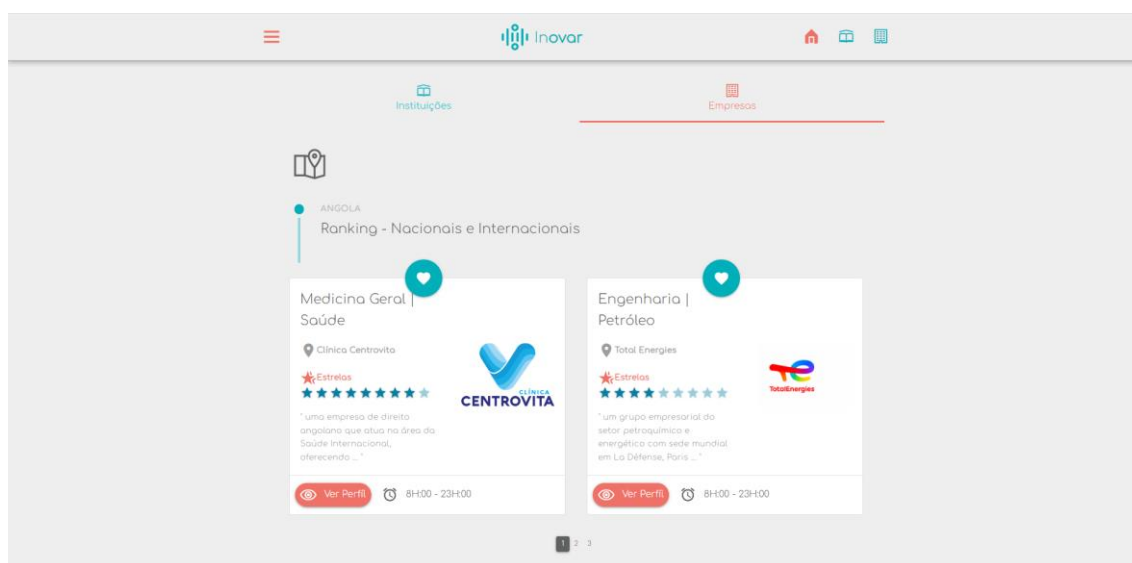 Inovar
Instituições
Empresas
ANGOLA
Ranking - Nacionais e Internacionais
Medicina Geral |
Saúde
Clínica Centrovita
Estrelas
CLÍNICA
CENTROVITA
" uma empresa de direito
angolano que atua na área da
Saúde Internacional,
oferecendo ... "
Ver Perfil
8H:00 - 23H:00
Engenharia |
Petróleo
Total Energies
Estrelas
TotalEnergies
" um grupo empresarial do
setor petroquímico e
energético com sede mundial
em La Défense, Paris ... "
Ver Perfil
8H:00 - 23H:00
1 2 3